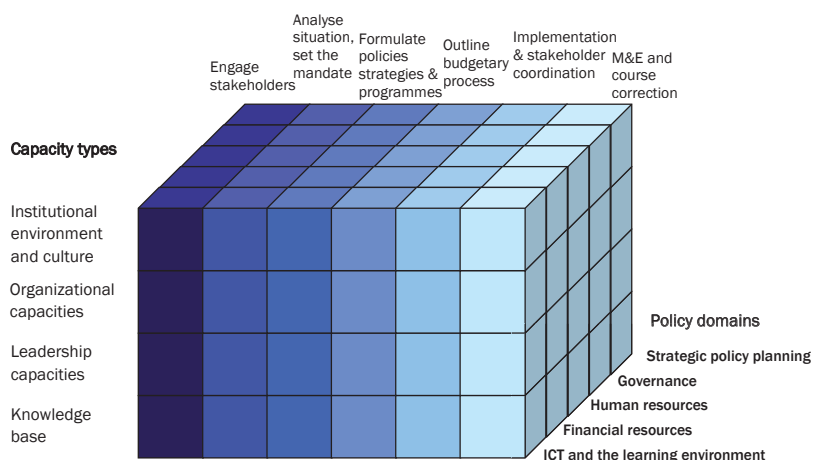 Engage
stakeholders
Analyse
situation,
set the
mandate
Formulate
policies
strategies &
programmes
Outline
budgetary
process
Implementation
& stakeholder
coordination
M&E and
course
correction
Capacity types
Institutional
environment
and culture
Organizational
capacities
Leadership
capacities
Knowledge
base
Policy domains
Strategic policy planning
Governance
Human resources
Financial resources
ICT and the learning environment